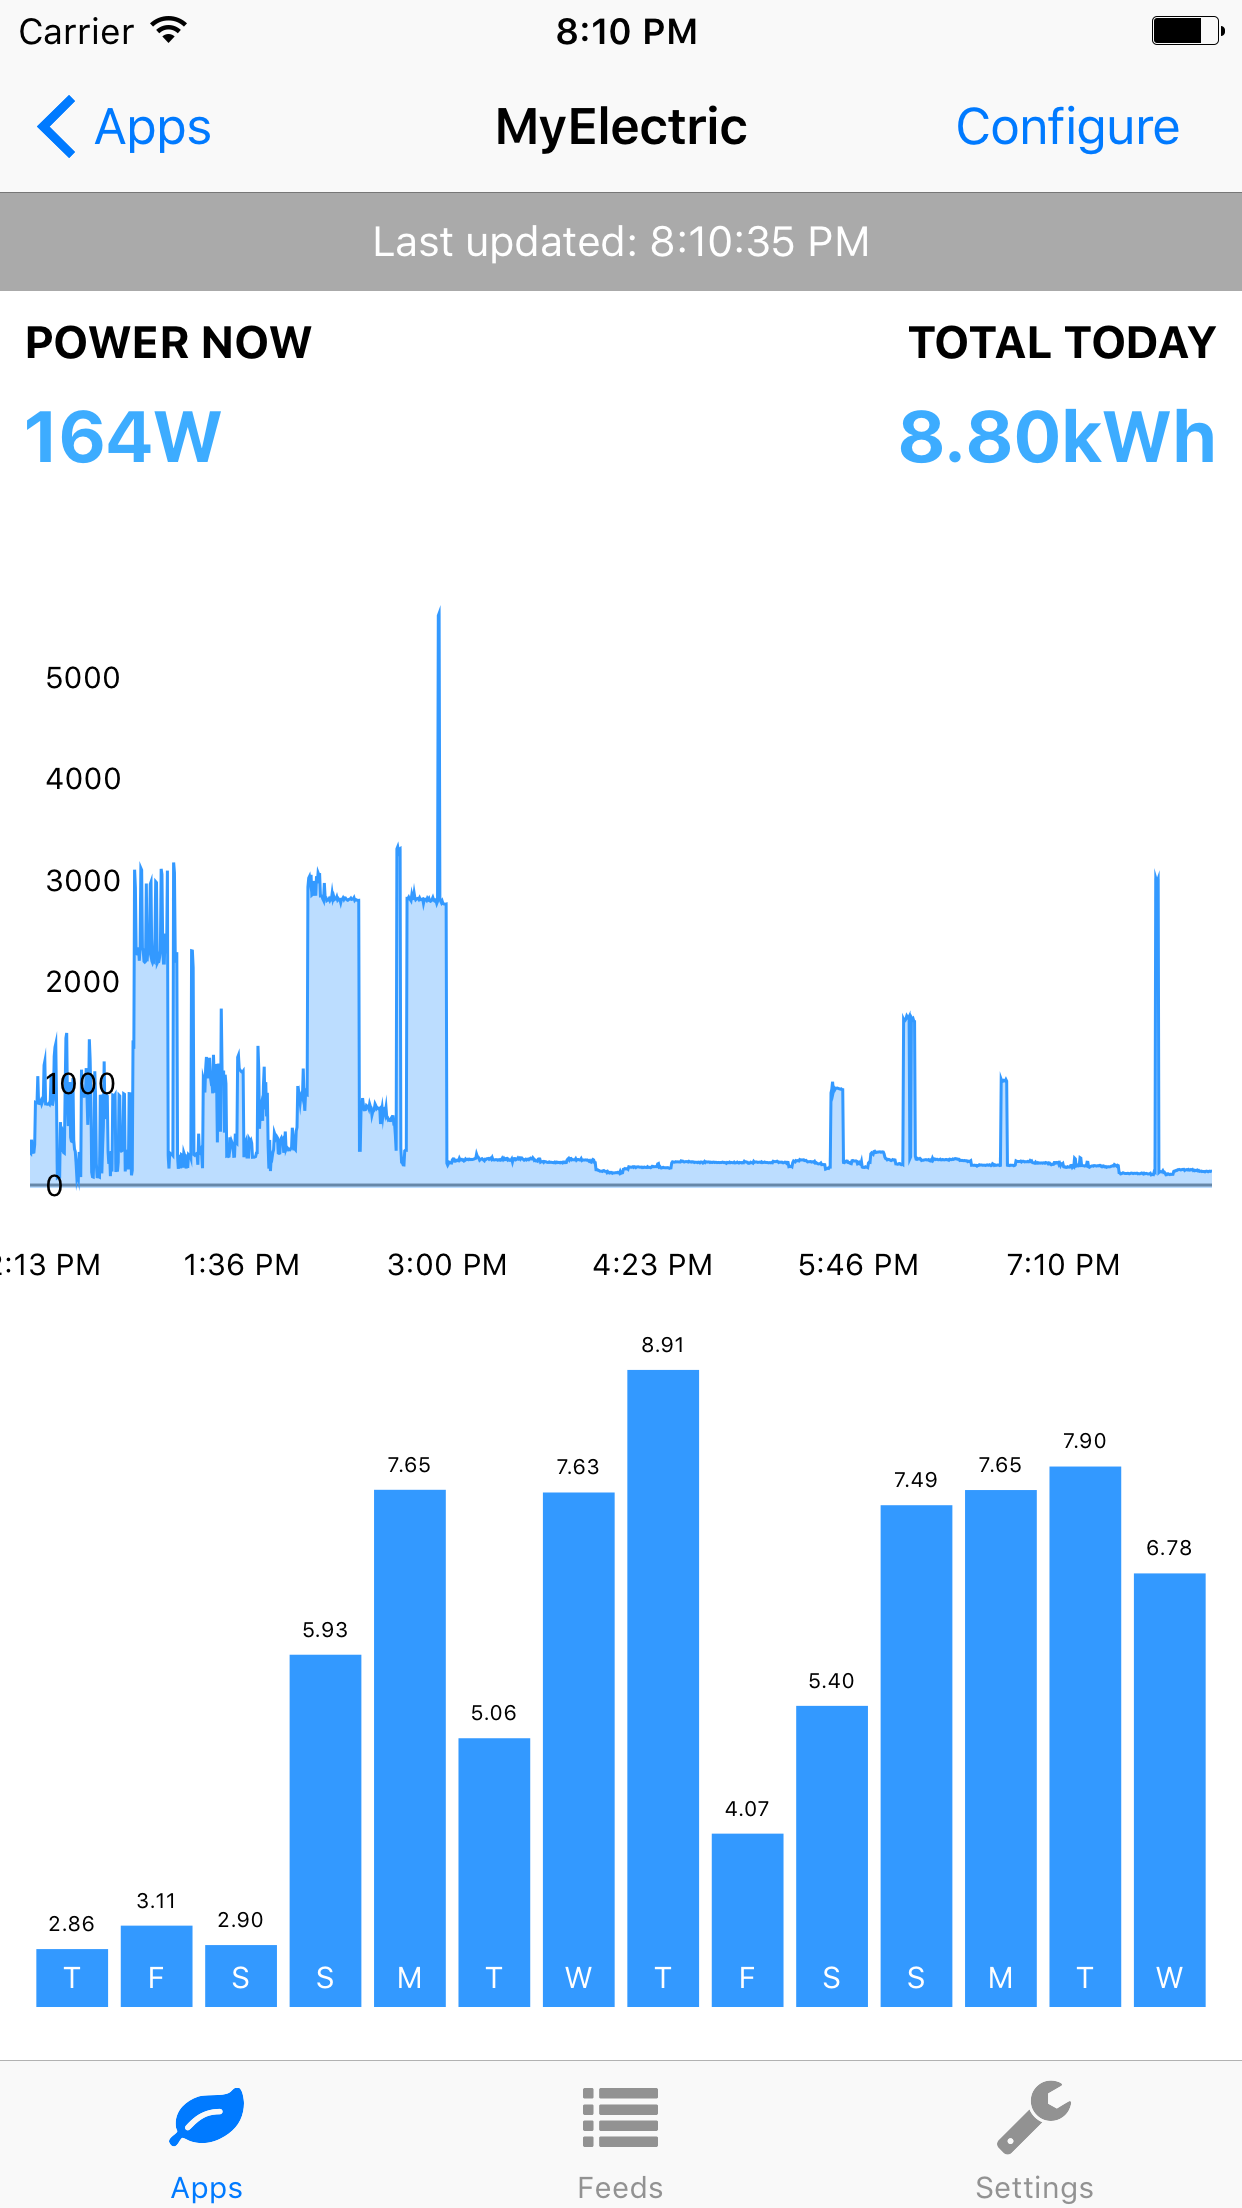 Carrier 8:10 PM
Apps MyElectric Configure
Last updated: 8:10:35 PM
POWER NOW TOTAL TODAY
164W 8.80kWh
5000
4000
3000
2000
1000
0
:13 PM 1:36 PM 3:00 PM 4:23 PM 5:46 PM 7:10 PM
2.86 3.11 2.90 5.93 7.65 5.06 7.63 8.91 4.07 5.40 7.49 7.65 7.90 6.78
T F S S M T W T F S S M T W
Apps Feeds Settings